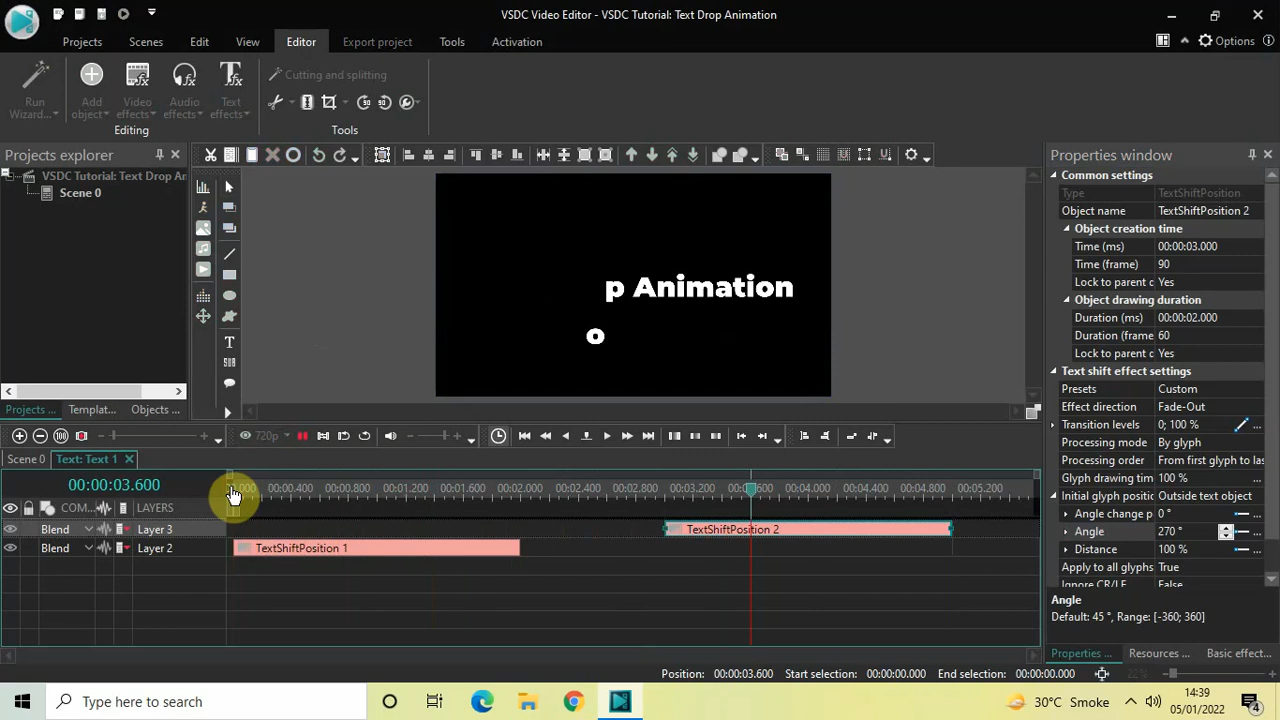 VSDC Video Editor - VSDC Tutorial: Text Drop Animation
Projects Scenes Edit View Editor Export project Tools Activation
Options
Run Wizard...
Add object
Video effects
Audio effects
Text effects
Cutting and splitting
Editing
Tools
Projects explorer
VSDC Tutorial: Text Drop An
Scene 0
Projects ...
Templat...
Objects ...
p Animation
o
Properties window
Common settings
Type TextShiftPosition
Object name TextShiftPosition 2
Object creation time
Time (ms) 00:00:03.000
Time (frame) 90
Lock to parent c Yes
Object drawing duration
Duration (ms) 00:00:02.000
Duration (frame 60
Lock to parent c Yes
Text shift effect settings
Presets Custom
Effect direction Fade-Out
Transition levels 0; 100 % ...
Processing mode By glyph
Processing order From first glyph to las
Glyph drawing tim 100 %
Initial glyph position Outside text object
Angle change p 0 ° ...
Angle 270 ° ...
Distance 100 % ...
Apply to all glyphs True
Ignore CR/LF False
Angle
Default: 45 °, Range: [-360; 360]
Properties ... Resources ... Basic effect...
720p
Scene 0 Text: Text 1
00:00:03.600
.000 00:00.400 00:00.800 00:01.200 00:01.600 00:02.000 00:02.400 00:02.800 00:03.200 00:04.000 00:04.400 00:04.800 00:05.200
COM... LAYERS
Blend Layer 3 TextShiftPosition 2
Blend Layer 2 TextShiftPosition 1
Position: 00:00:03.600 Start selection: 00:00:00.000 End selection: 00:00:00.000 22%
Type here to search
30°C Smoke
14:39
05/01/2022
4